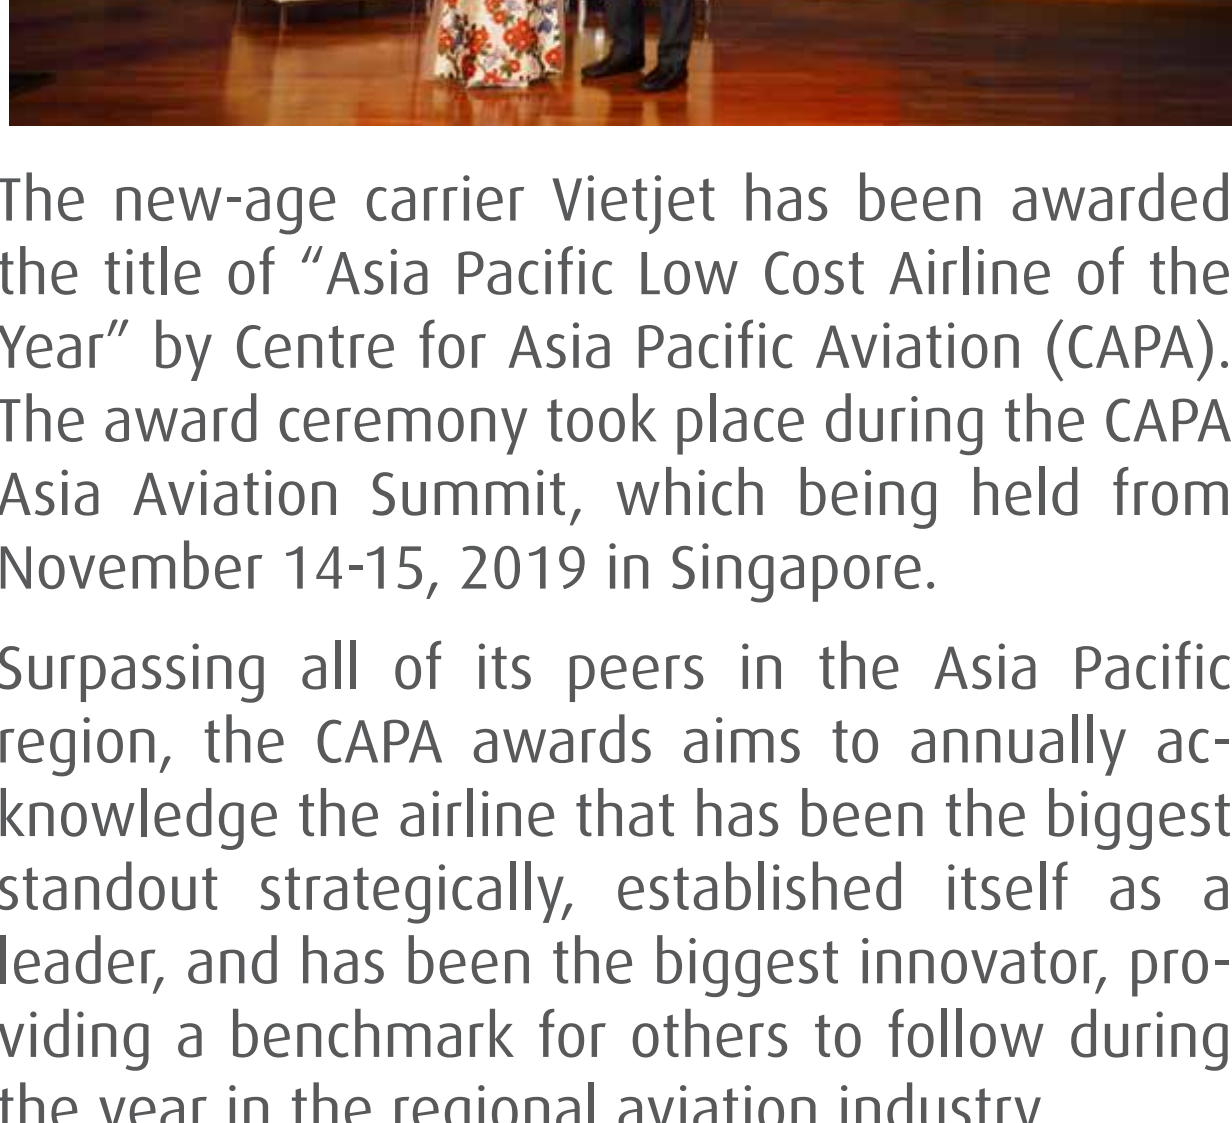 The new-age carrier Vietjet has been awarded
the title of “Asia Pacific Low Cost Airline of the
Year” by Centre for Asia Pacific Aviation (CAPA).
The award ceremony took place during the CAPA
Asia Aviation Summit, which being held from
November 14-15, 2019 in Singapore.
Surpassing all of its peers in the Asia Pacific
region, the CAPA awards aims to annually ac-
knowledge the airline that has been the biggest
standout strategically, established itself as a
leader, and has been the biggest innovator, pro-
viding a benchmark for others to follow during
the year in the regional aviation industry